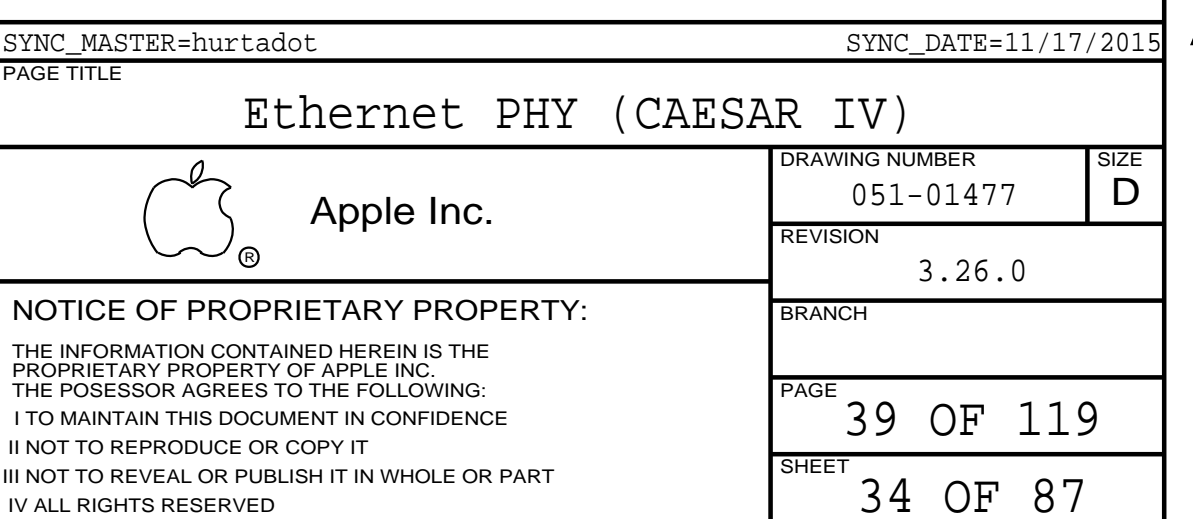 SYNC_MASTER=hurtadot SYNC_DATE=11/17/2015
PAGE TITLE
Ethernet PHY (CAESAR IV)
Apple Inc.
®
DRAWING NUMBER
051-01477
SIZE
D
REVISION
3.26.0
NOTICE OF PROPRIETARY PROPERTY:
THE INFORMATION CONTAINED HEREIN IS THE
PROPRIETARY PROPERTY OF APPLE INC.
THE POSESSOR AGREES TO THE FOLLOWING:
I TO MAINTAIN THIS DOCUMENT IN CONFIDENCE
II NOT TO REPRODUCE OR COPY IT
III NOT TO REVEAL OR PUBLISH IT IN WHOLE OR PART
IV ALL RIGHTS RESERVED
BRANCH
PAGE
39 OF 119
SHEET
34 OF 87